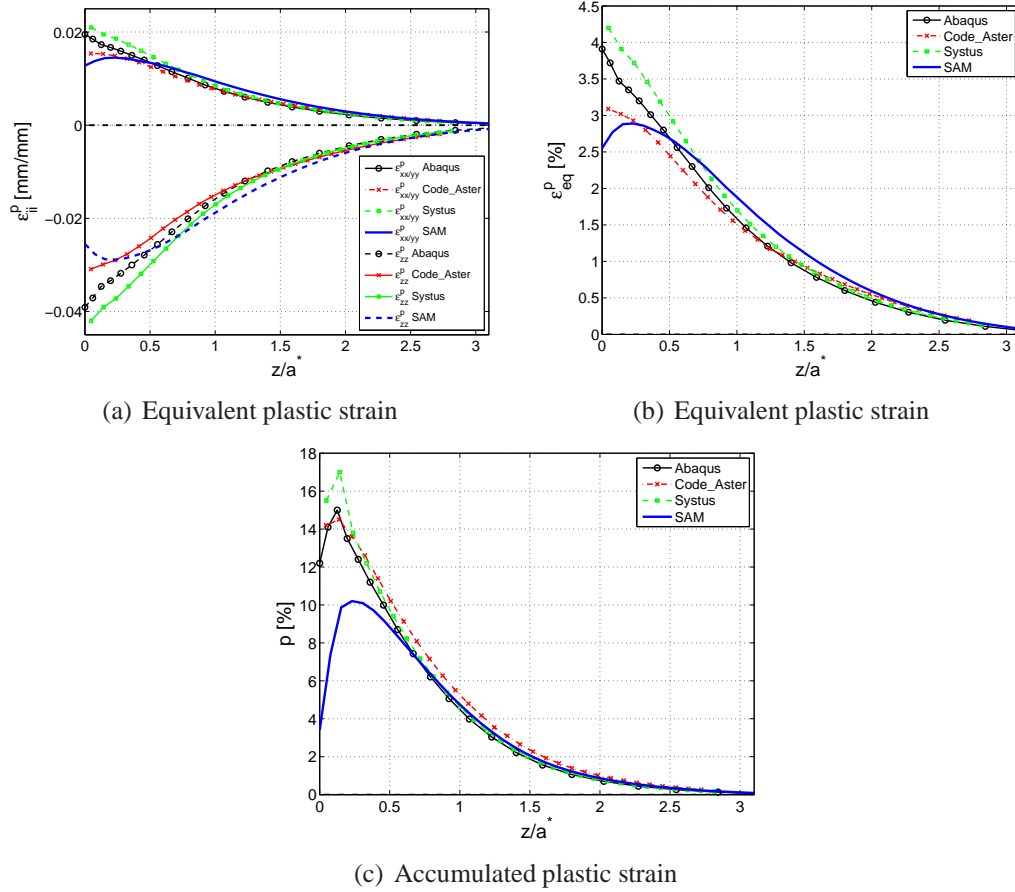 0.02
0
−0.02
−0.04
ε^p_ii [mm/mm]
0 0.5 1 1.5 2 2.5 3
z/a*
ε^p_xx/yy Abaqus
ε^p_xx/yy Code_Aster
ε^p_xx/yy Systus
ε^p_xx/yy SAM
ε^p_zz Abaqus
ε^p_zz Code_Aster
ε^p_zz Systus
ε^p_zz SAM
(a) Equivalent plastic strain
4.5
4
3.5
3
2.5
2
1.5
1
0.5
0
ε^p_eq [%]
0 0.5 1 1.5 2 2.5 3
z/a*
Abaqus
Code_Aster
Systus
SAM
(b) Equivalent plastic strain
18
16
14
12
10
8
6
4
2
0
p [%]
0 0.5 1 1.5 2 2.5 3
z/a*
Abaqus
Code_Aster
Systus
SAM
(c) Accumulated plastic strain